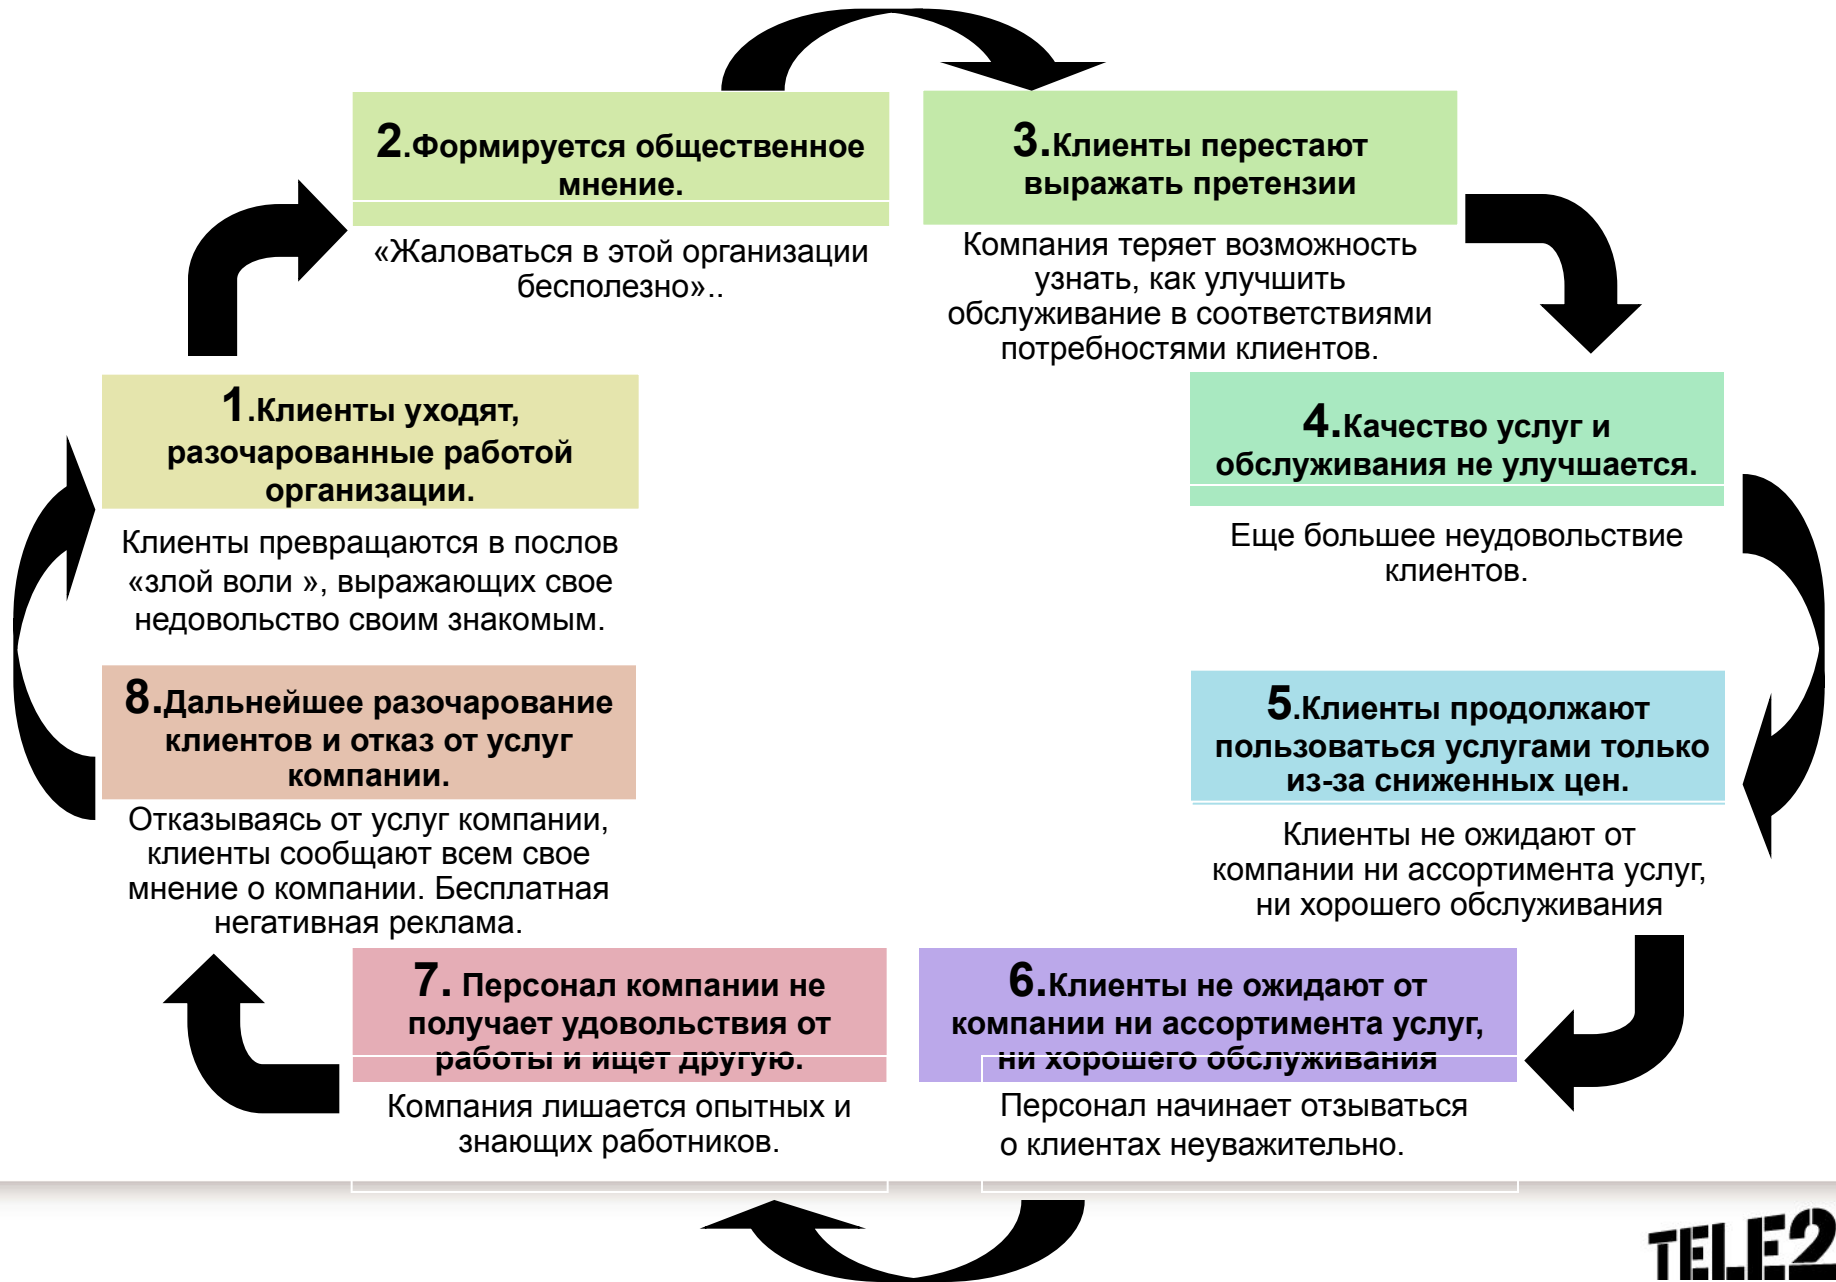 2.Формируется общественное
мнение.
«Жаловаться в этой организации
бесполезно»..
3.Клиенты перестают
выражать претензии
Компания теряет возможность
узнать, как улучшить
обслуживание в соответствиями
потребностями клиентов.
1.Клиенты уходят,
разочарованные работой
организации.
Клиенты превращаются в послов
«злой воли », выражающих свое
недовольство своим знакомым.
4.Качество услуг и
обслуживания не улучшается.
Еще большее неудовольствие
клиентов.
8.Дальнейшее разочарование
клиентов и отказ от услуг
компании.
Отказываясь от услуг компании,
клиенты сообщают всем свое
мнение о компании. Бесплатная
негативная реклама.
5.Клиенты продолжают
пользоваться услугами только
из-за сниженных цен.
Клиенты не ожидают от
компании ни ассортимента услуг,
ни хорошего обслуживания
7. Персонал компании не
получает удовольствия от
работы и ищет другую.
Компания лишается опытных и
знающих работников.
6.Клиенты не ожидают от
компании ни ассортимента услуг,
ни хорошего обслуживания
Персонал начинает отзываться
о клиентах неуважительно.
TELE2